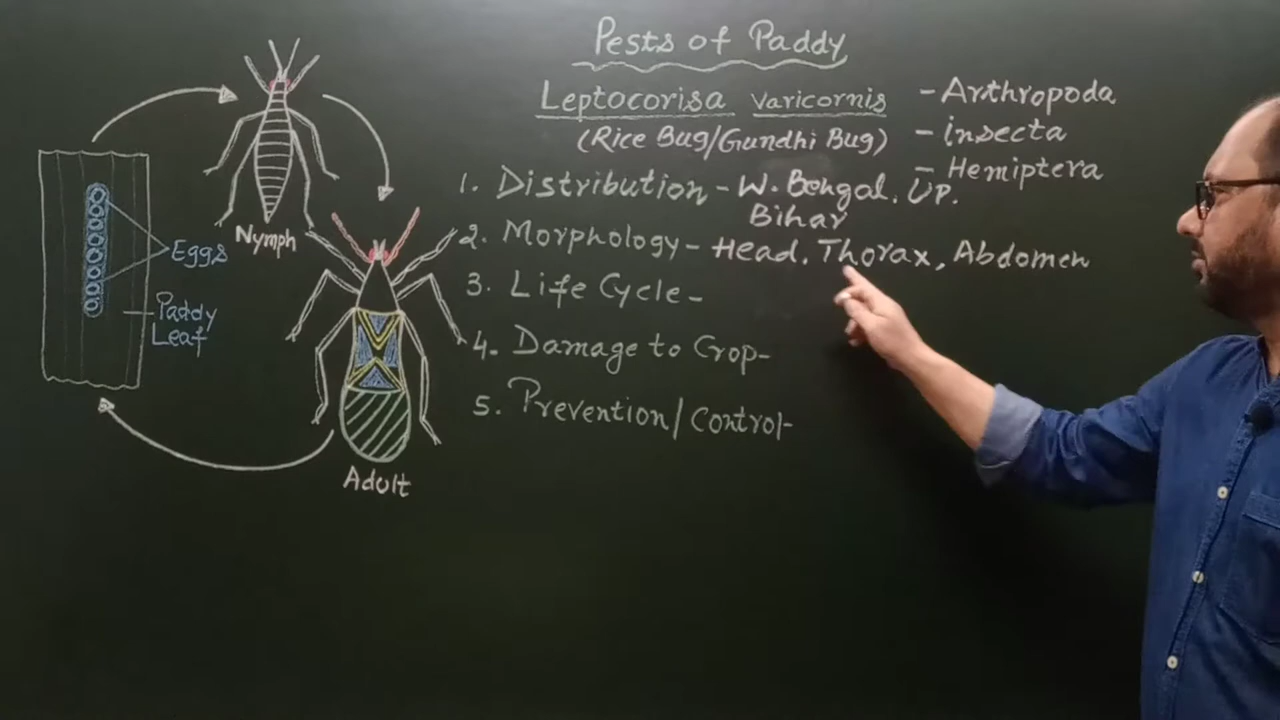 Pests of Paddy
Leptocorisa varicornis
(Rice Bug/Gundhi Bug)
- Arthropoda
- insecta
- Hemiptera
1. Distribution - W. Bengal. UP.
Bihar
2. Morphology - Head, Thorax, Abdomen
3. Life Cycle -
4. Damage to Crop -
5. Prevention/Control -
Nymph
Eggs
Paddy
Leaf
Adult